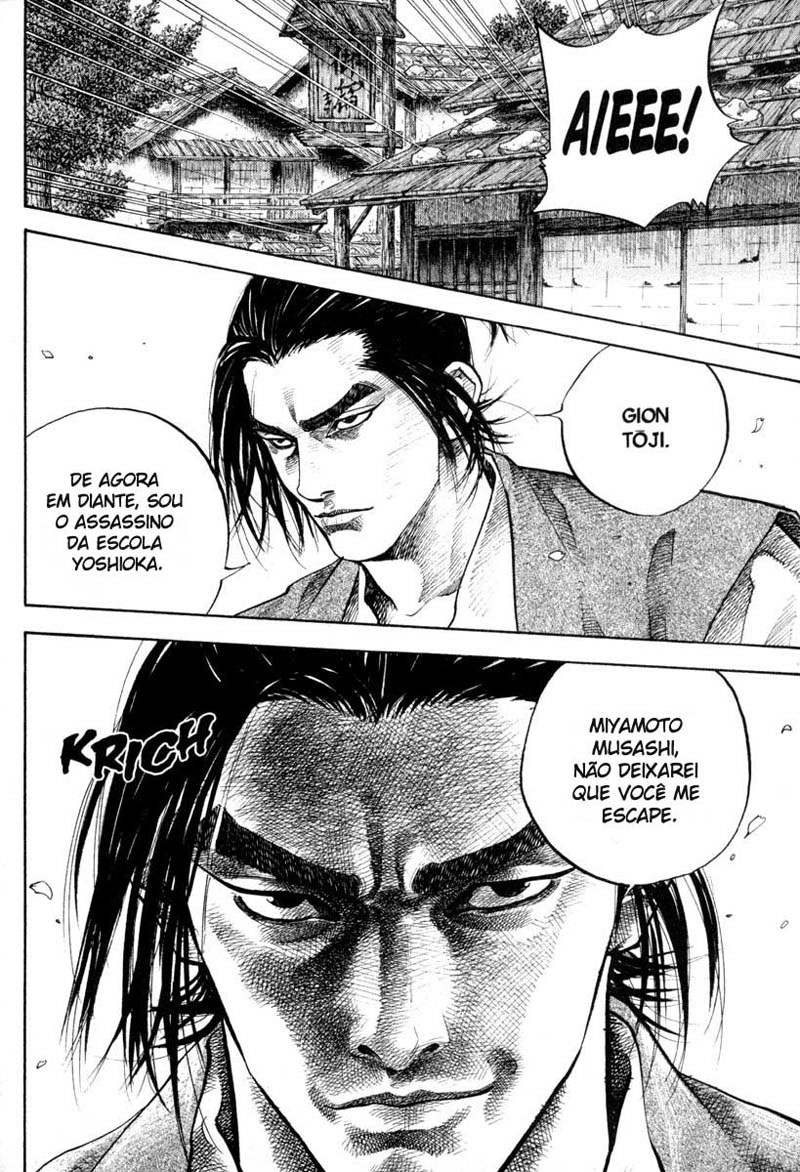 AIEEE!
GION
TŌJI.
DE AGORA
EM DIANTE, SOU
O ASSASSINO
DA ESCOLA
YOSHIOKA.
MIYAMOTO
MUSASHI,
NÃO DEIXAREI
QUE VOCÊ ME
ESCAPE.
KRICH